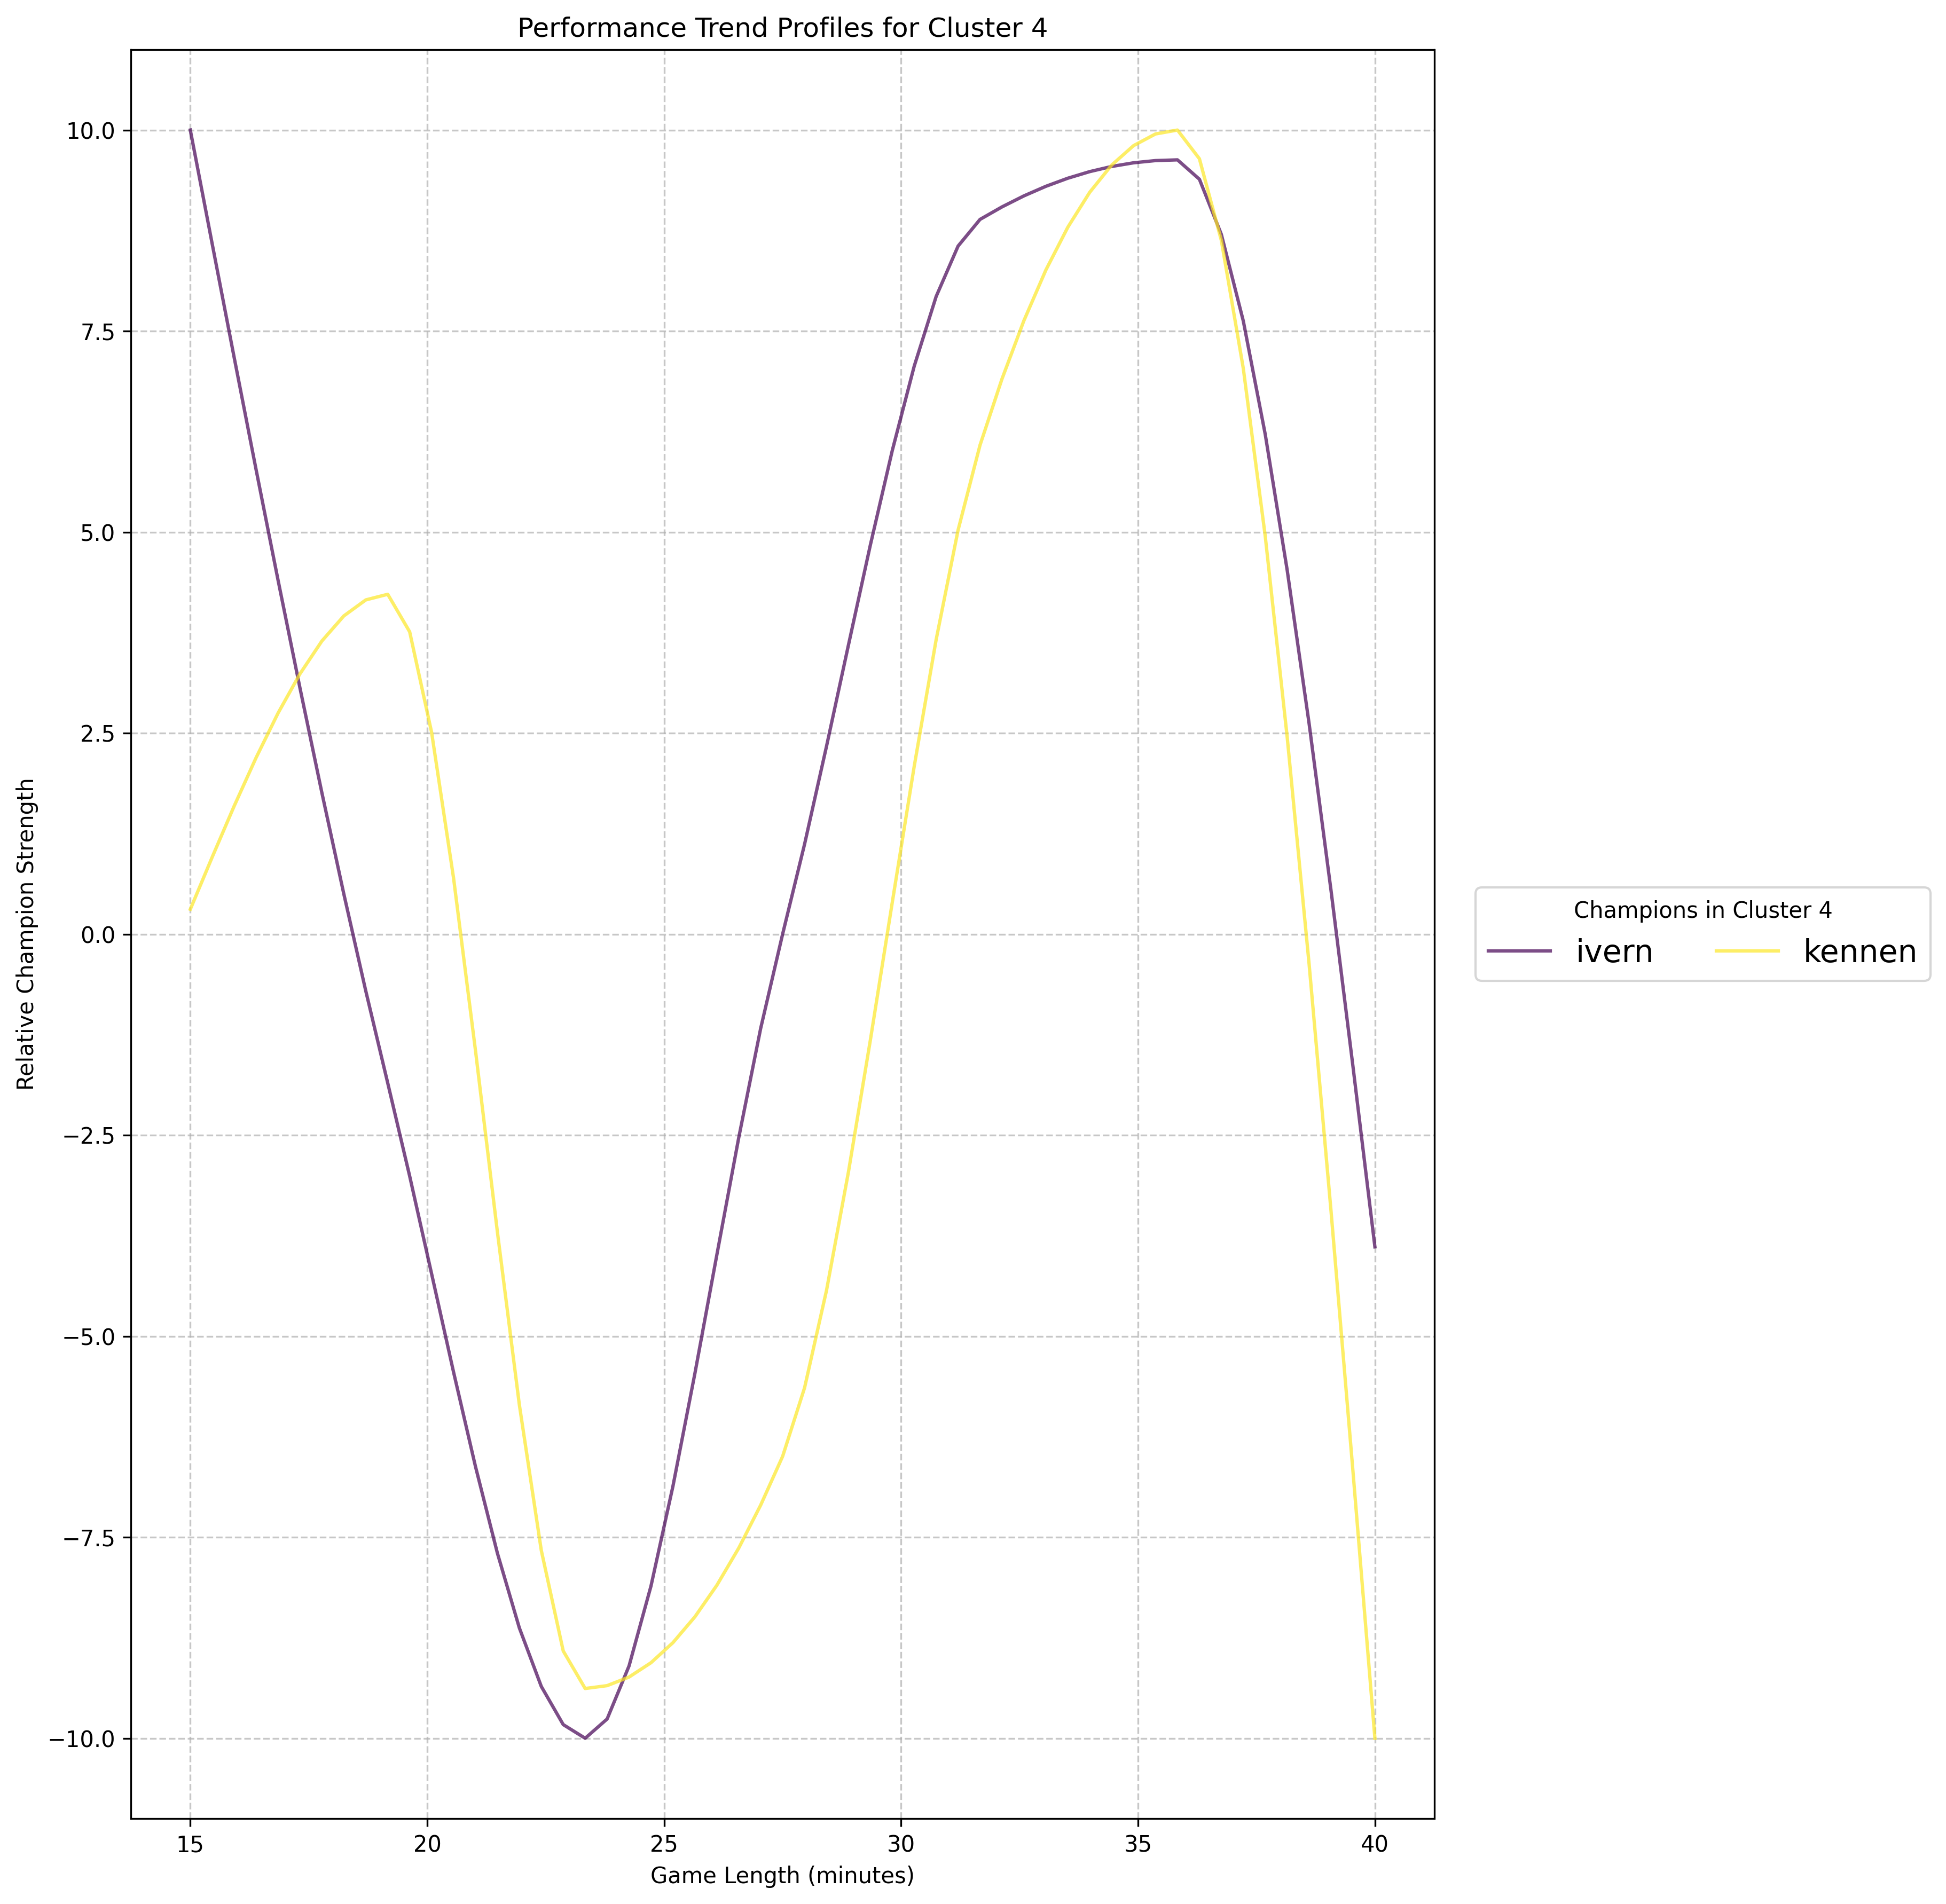 Performance Trend Profiles for Cluster 4
10.0
7.5
5.0
2.5
0.0
−2.5
−5.0
−7.5
−10.0
Relative Champion Strength
15 20 25 30 35 40
Game Length (minutes)
Champions in Cluster 4
ivern kennen